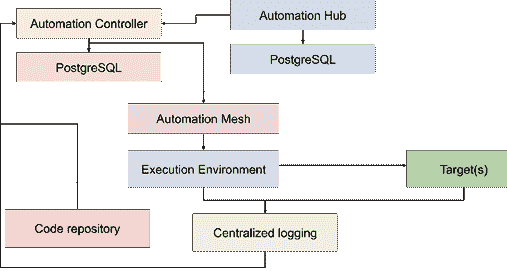 Automation Hub
Automation Controller
PostgreSQL
PostgreSQL
Automation Mesh
Execution Environment
Target(s)
Code repository
Centralized logging